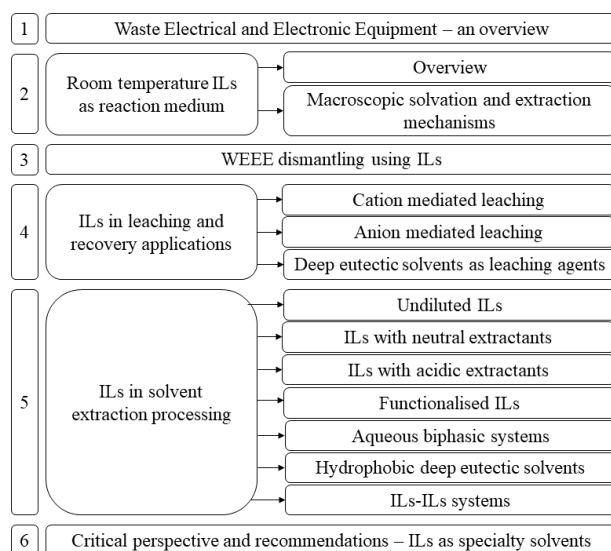 1
Waste Electrical and Electronic Equipment – an overview
2
Room temperature ILs
as reaction medium
Overview
Macroscopic solvation and extraction
mechanisms
3
WEEE dismantling using ILs
4
ILs in leaching and
recovery applications
Cation mediated leaching
Anion mediated leaching
Deep eutectic solvents as leaching agents
5
ILs in solvent
extraction processing
Undiluted ILs
ILs with neutral extractants
ILs with acidic extractants
Functionalised ILs
Aqueous biphasic systems
Hydrophobic deep eutectic solvents
ILs-ILs systems
6
Critical perspective and recommendations – ILs as specialty solvents